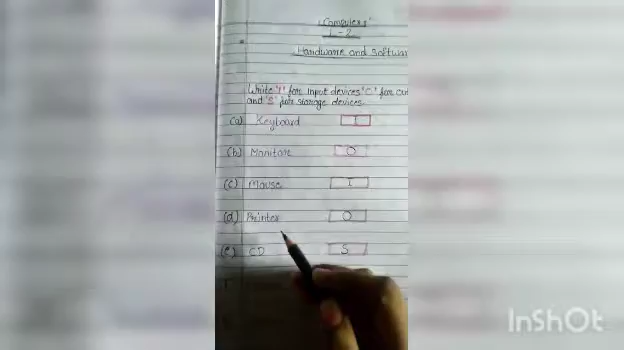 Computer
L-2
Hardware and Softwar
Write 'I' for input devices 'O' for out
and 'S' for storage devices.
(a) Keyboard I
(b) Monitor O
(c) Mouse I
(d) Printer O
(e) CD S
InShOt